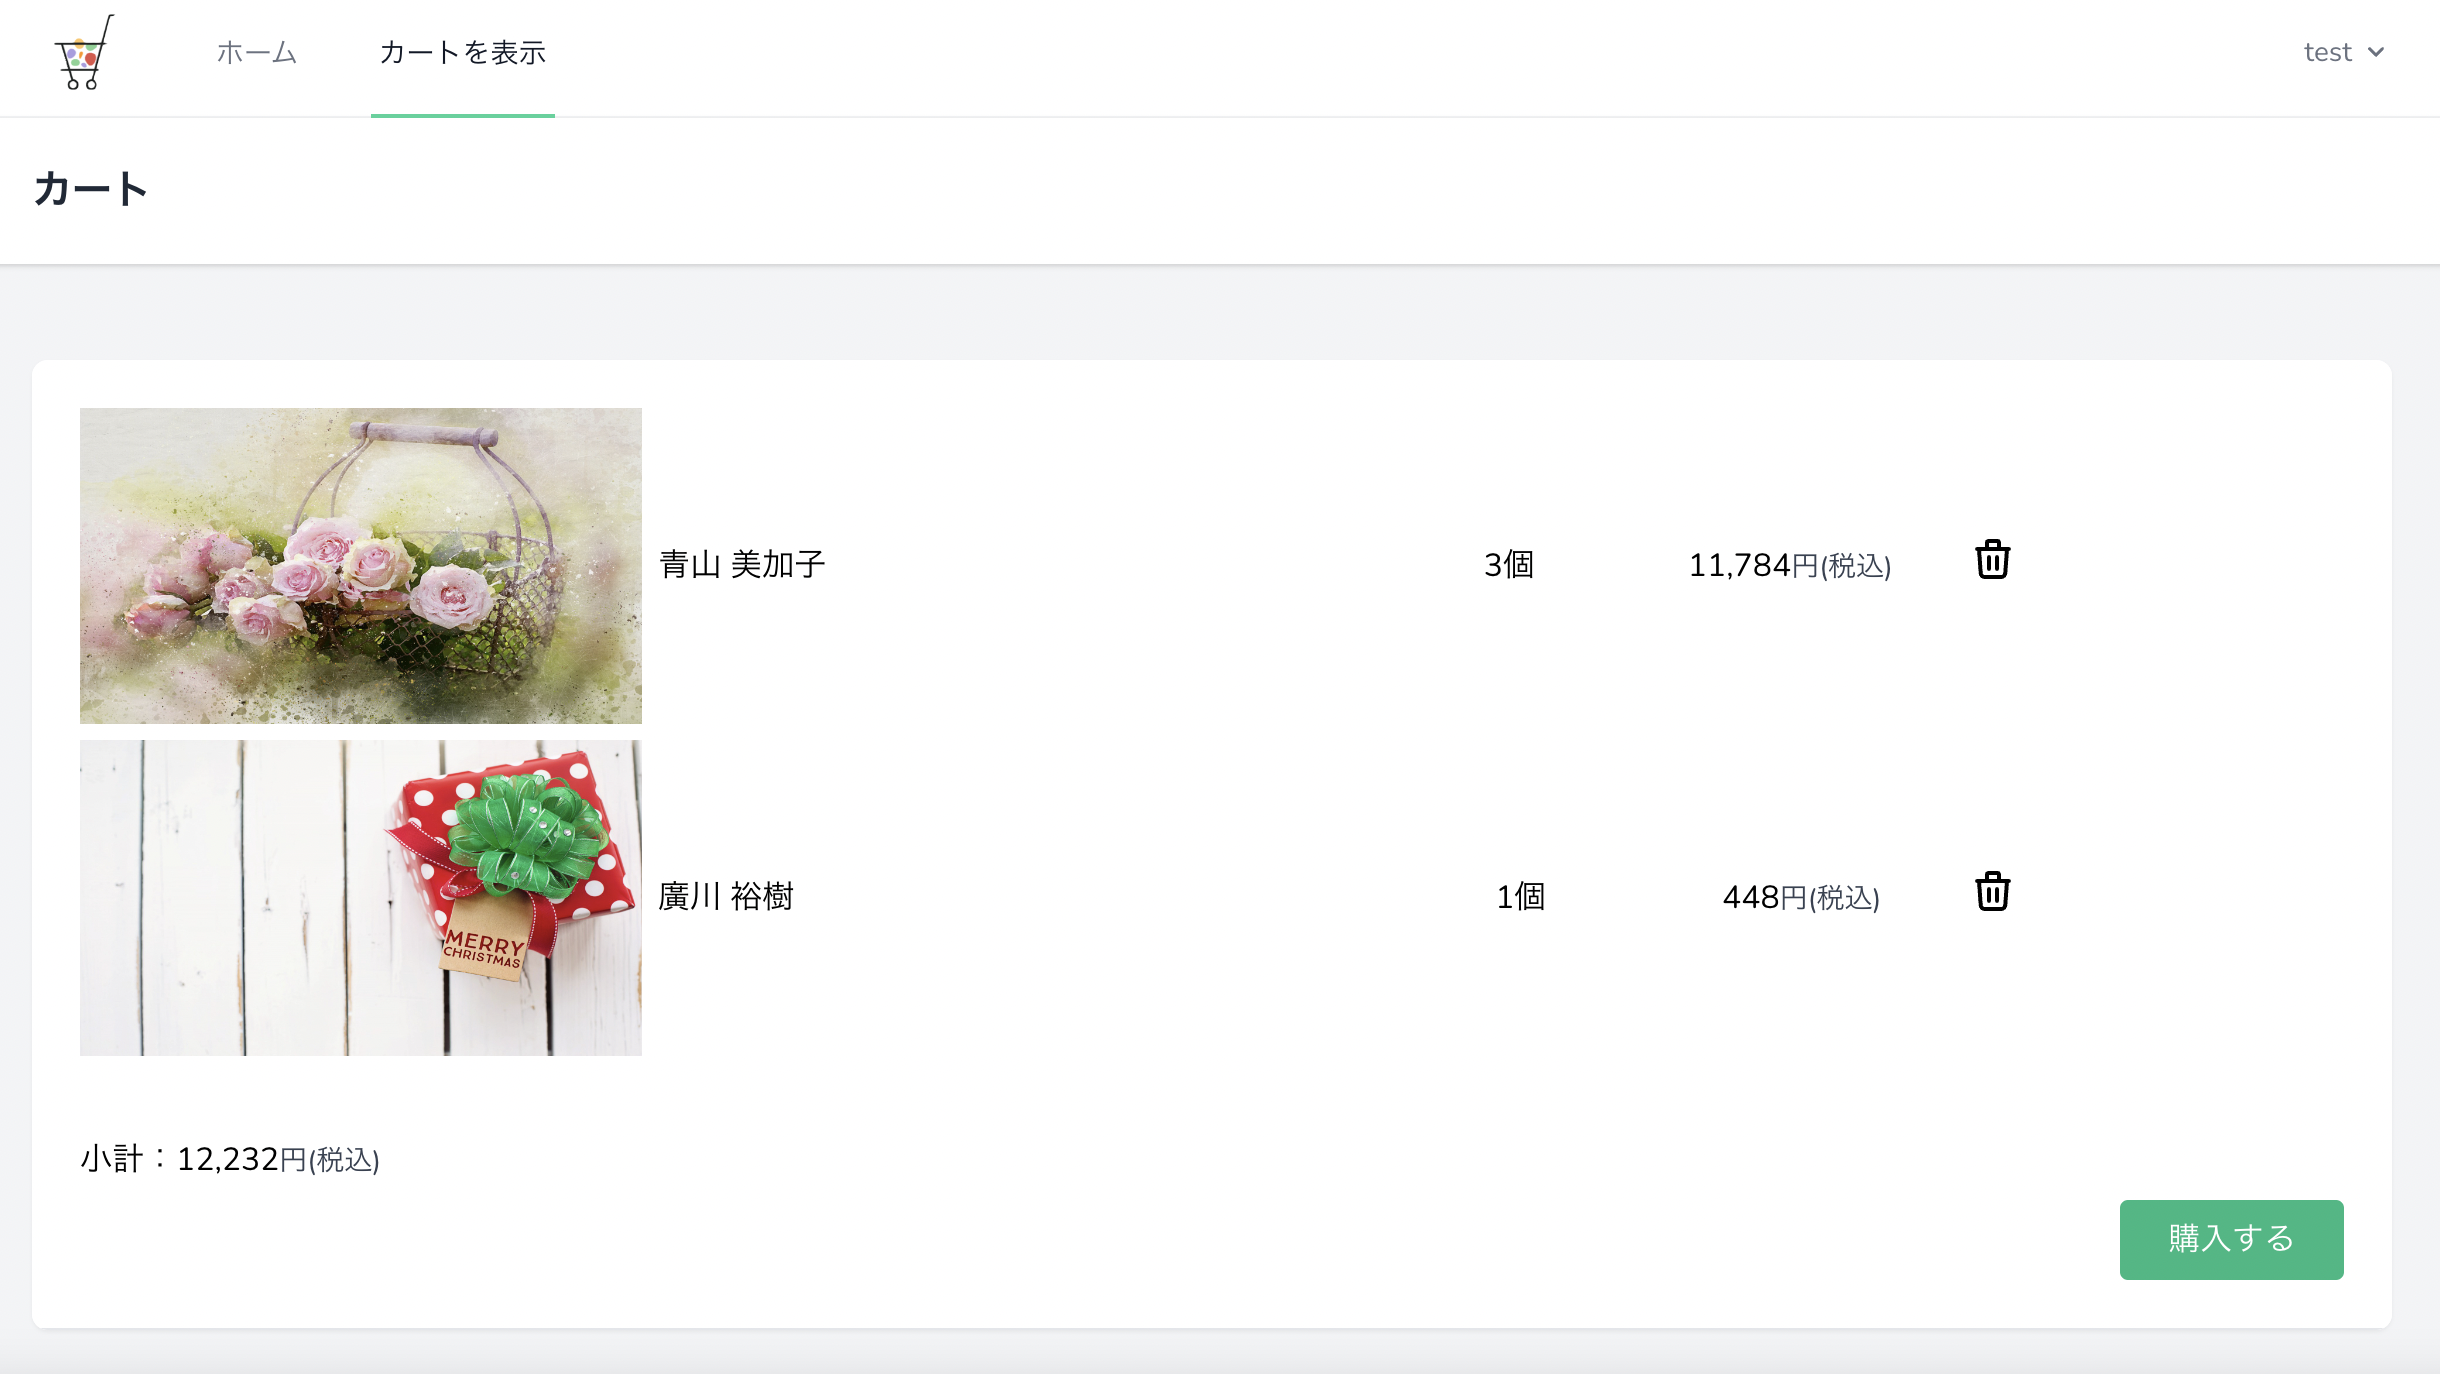 ホーム
カートを表示
test
カート
青山 美加子
3個
11,784円(税込)
MERRY
CHRISTMAS
廣川 裕樹
1個
448円(税込)
小計：12,232円(税込)
購入する